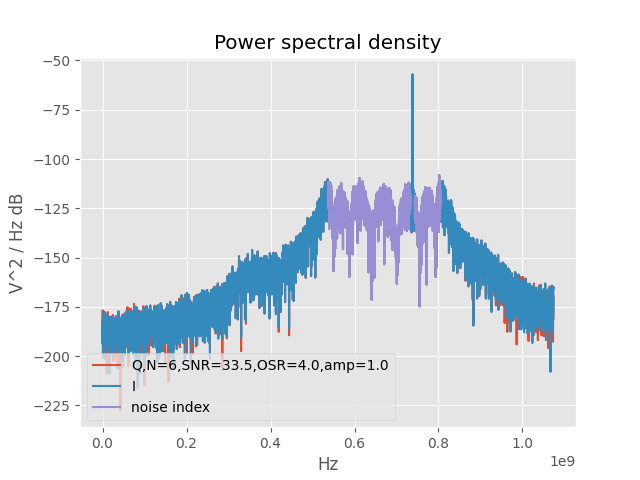 Power spectral density
V^2 / Hz dB
−50
−75
−100
−125
−150
−175
−200
−225
Q,N=6,SNR=33.5,OSR=4.0,amp=1.0
I
noise index
0.0 0.2 0.4 0.6 0.8 1.0
1e9
Hz